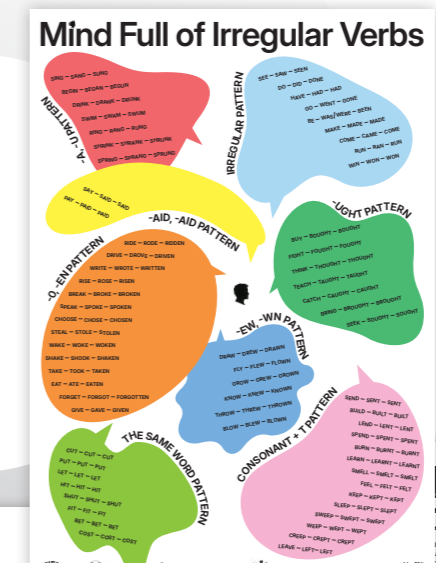 Mind Full of Irregular Verbs
-A, -U PATTERN
SING – SANG – SUNG
BEGIN – BEGAN – BEGUN
DRINK – DRANK – DRUNK
SWIM – SWAM – SWUM
RING – RANG – RUNG
SHRINK – SHRANK – SHRUNK
SPRING – SPRANG – SPRUNG
IRREGULAR PATTERN
SEE – SAW – SEEN
DO – DID – DONE
HAVE – HAD – HAD
GO – WENT – GONE
BE – WAS/WERE – BEEN
MAKE – MADE – MADE
COME – CAME – COME
RUN – RAN – RUN
WIN – WON – WON
SAY – SAID – SAID
PAY – PAID – PAID
-AID, -AID PATTERN
-UGHT PATTERN
BUY – BOUGHT – BOUGHT
FIGHT – FOUGHT – FOUGHT
THINK – THOUGHT – THOUGHT
TEACH – TAUGHT – TAUGHT
CATCH – CAUGHT – CAUGHT
BRING – BROUGHT – BROUGHT
SEEK – SOUGHT – SOUGHT
-O, -EN PATTERN
RIDE – RODE – RIDDEN
DRIVE – DROVE – DRIVEN
WRITE – WROTE – WRITTEN
RISE – ROSE – RISEN
BREAK – BROKE – BROKEN
SPEAK – SPOKE – SPOKEN
CHOOSE – CHOSE – CHOSEN
STEAL – STOLE – STOLEN
WAKE – WOKE – WOKEN
SHAKE – SHOOK – SHAKEN
TAKE – TOOK – TAKEN
EAT – ATE – EATEN
FORGET – FORGOT – FORGOTTEN
GIVE – GAVE – GIVEN
-EW, -WN PATTERN
DRAW – DREW – DRAWN
FLY – FLEW – FLOWN
GROW – GREW – GROWN
KNOW – KNEW – KNOWN
THROW – THREW – THROWN
BLOW – BLEW – BLOWN
THE SAME WORD PATTERN
CUT – CUT – CUT
PUT – PUT – PUT
LET – LET – LET
HIT – HIT – HIT
SHUT – SHUT – SHUT
FIT – FIT – FIT
BET – BET – BET
COST – COST – COST
CONSONANT + T PATTERN
SEND – SENT – SENT
BUILD – BUILT – BUILT
LEND – LENT – LENT
SPEND – SPENT – SPENT
BURN – BURNT – BURNT
LEARN – LEARNT – LEARNT
SMELL – SMELT – SMELT
FEEL – FELT – FELT
KEEP – KEPT – KEPT
SLEEP – SLEPT – SLEPT
SWEEP – SWEPT – SWEPT
WEEP – WEPT – WEPT
CREEP – CREPT – CREPT
LEAVE – LEFT – LEFT